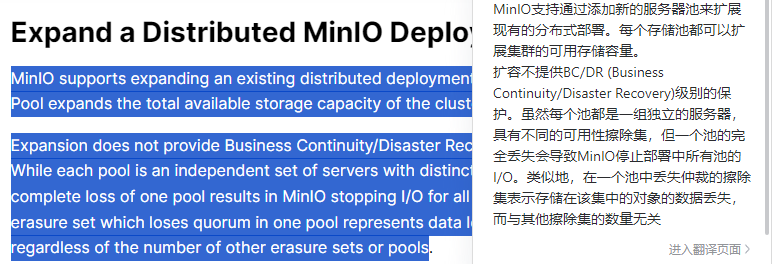 Expand a Distributed MinIO Deploy
MinIO supports expanding an existing distributed deployment
Pool expands the total available storage capacity of the clust
Expansion does not provide Business Continuity/Disaster Rec
While each pool is an independent set of servers with distinct
complete loss of one pool results in MinIO stopping I/O for all
erasure set which loses quorum in one pool represents data l
regardless of the number of other erasure sets or pools.
MinIO支持通过添加新的服务器池来扩展
现有的分布式部署。每个存储池都可以扩
展集群的可用存储容量。
扩容不提供BC/DR (Business
Continuity/Disaster Recovery)级别的保
护。虽然每个池都是一组独立的服务器，
具有不同的可用性擦除集，但一个池的完
全丢失会导致MinIO停止部署中所有池的
I/O。类似地，在一个池中丢失仲裁的擦除
集表示存储在该集中的对象的数据丢失，
而与其他擦除集的数量无关
进入翻译页面 >